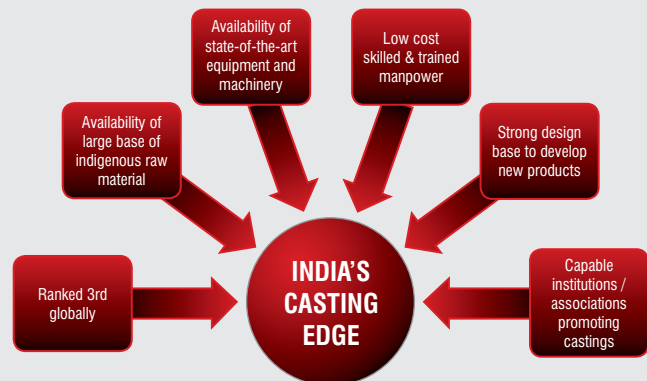 Availability of
state-of-the-art
equipment and
machinery
Low cost
skilled & trained
manpower
Availability of
large base of
indigenous raw
material
Strong design
base to develop
new products
Ranked 3rd
globally
INDIA'S
CASTING
EDGE
Capable
institutions /
associations
promoting
castings